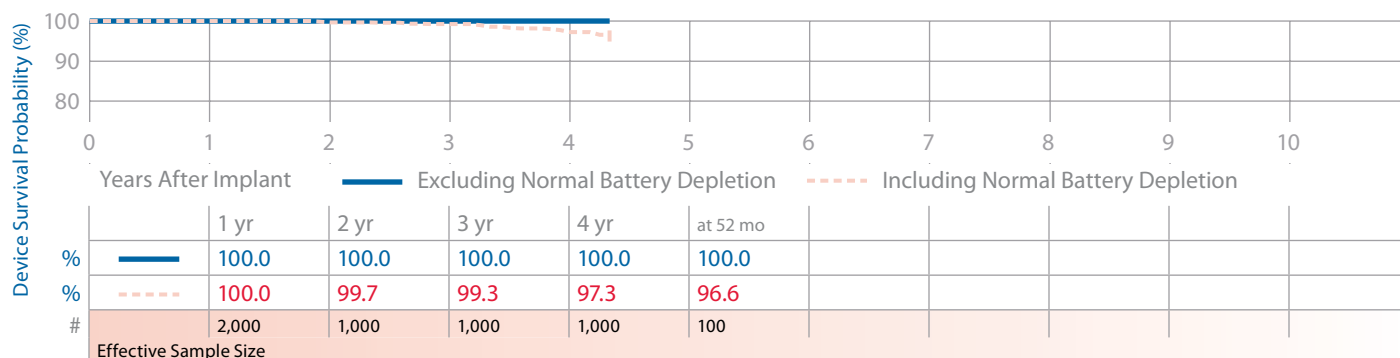 Device Survival Probability (%)
100
90
80
0 1 2 3 4 5 6 7 8 9 10
Years After Implant Excluding Normal Battery Depletion Including Normal Battery Depletion
1 yr 2 yr 3 yr 4 yr at 52 mo
% 100.0 100.0 100.0 100.0 100.0
% 100.0 99.7 99.3 97.3 96.6
# 2,000 1,000 1,000 1,000 100
Effective Sample Size